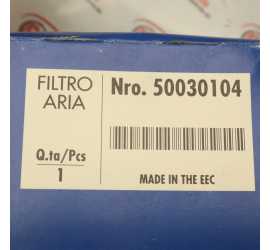 FILTRO
ARIA
Nro. 50030104
Q.ta/Pcs
1
MADE IN THE EEC